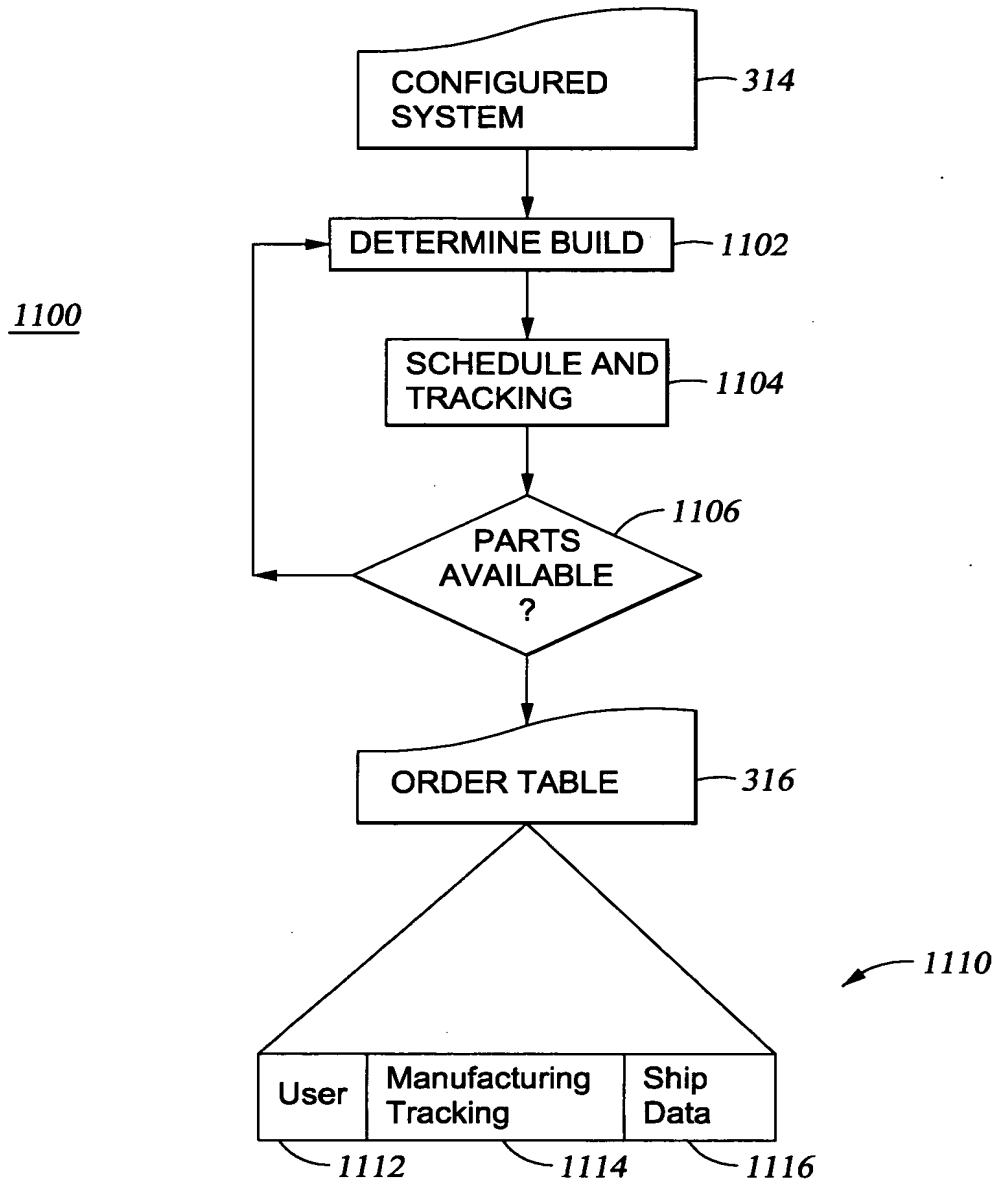 CONFIGURED
SYSTEM
314
DETERMINE BUILD
1102
1100
SCHEDULE AND
TRACKING
1104
1106
PARTS
AVAILABLE
?
ORDER TABLE
316
1110
User
Manufacturing
Tracking
Ship
Data
1112
1114
1116